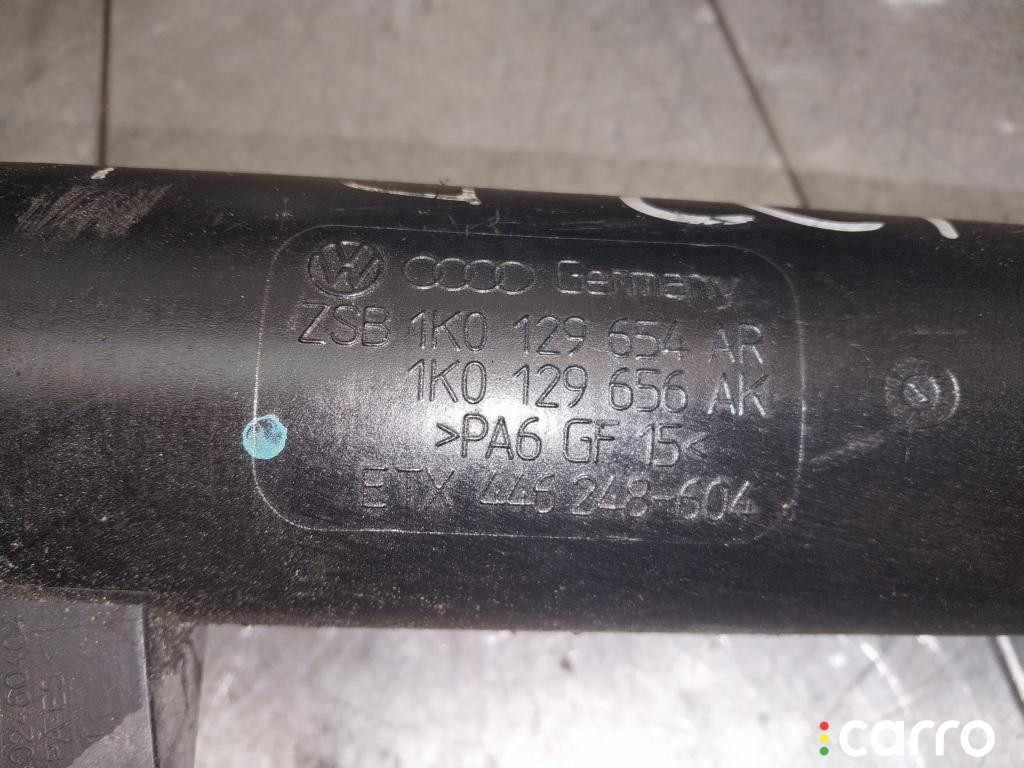 Germany
ZSB 1K0 129 654 AR
1K0 129 656 AK
>PA6 GF 15<
ETX 446 248-604
carro